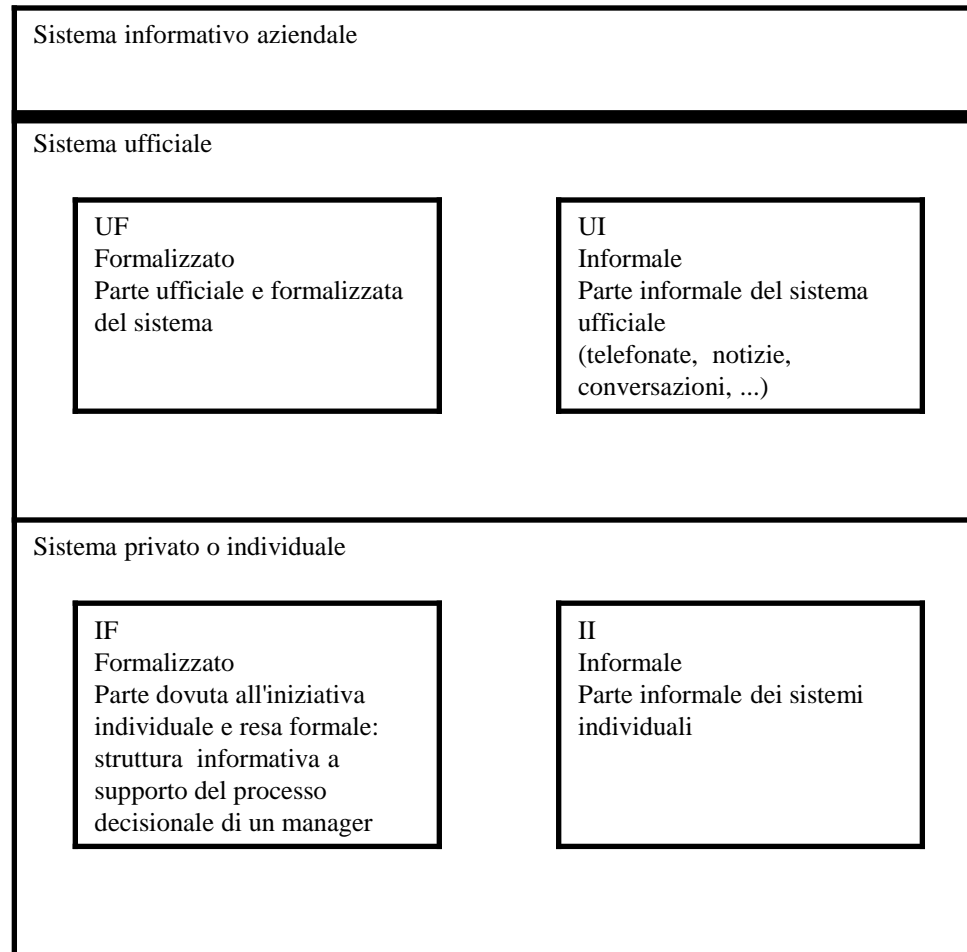 Sistema informativo aziendale
Sistema ufficiale
UF
Formalizzato
Parte ufficiale e formalizzata
del sistema
UI
Informale
Parte informale del sistema
ufficiale
(telefonate, notizie,
conversazioni, ...)
Sistema privato o individuale
IF
Formalizzato
Parte dovuta all'iniziativa
individuale e resa formale:
struttura informativa a
supporto del processo
decisionale di un manager
II
Informale
Parte informale dei sistemi
individuali